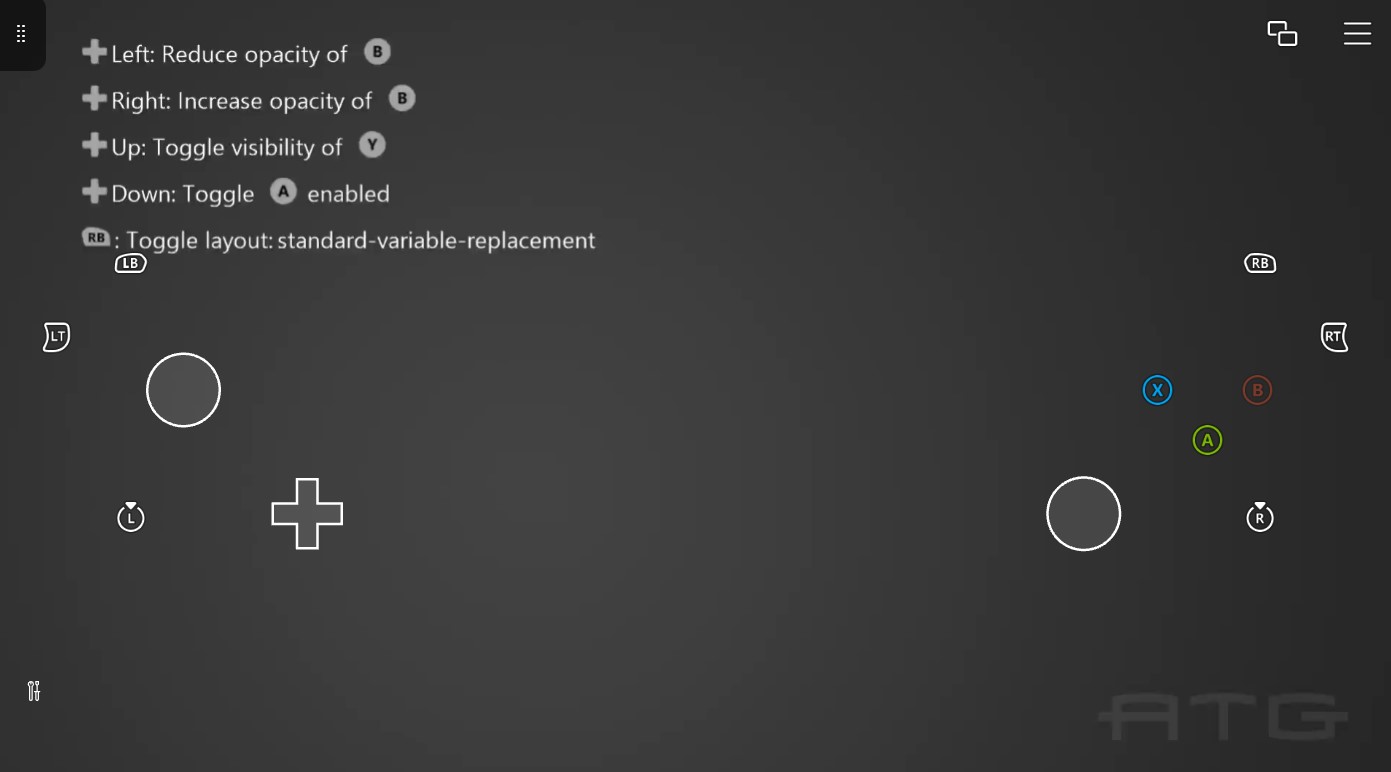 Left: Reduce opacity of B
Right: Increase opacity of B
Up: Toggle visibility of Y
Down: Toggle A enabled
RB : Toggle layout: standard-variable-replacement
LB
RB
LT
RT
X
B
A
L
R
ATG